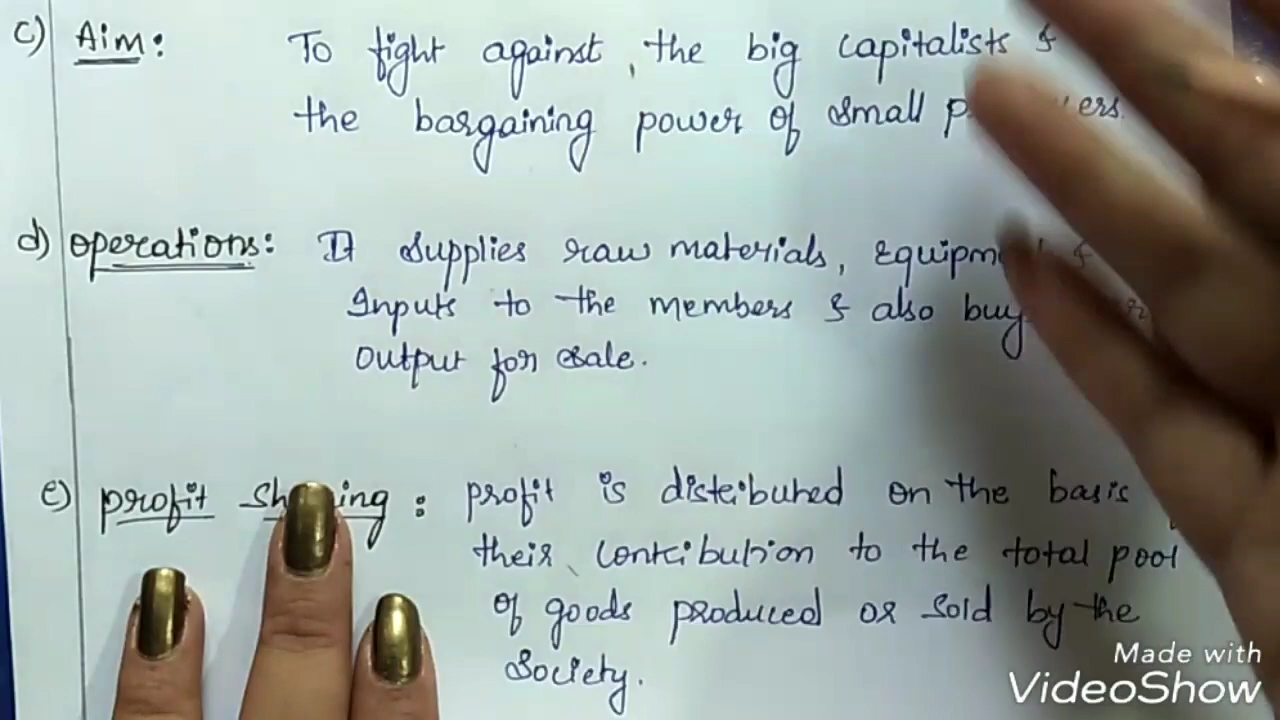 c) Aim: To fight against, the big capitalists &
the bargaining power of small
d) operations: It supplies raw materials, &
Inputs to the members & also
output for sale.
e) profit : profit is distributed on the basis
their contribution to the total pool
of goods produced or sold by the
society.
Made with
VideoShow